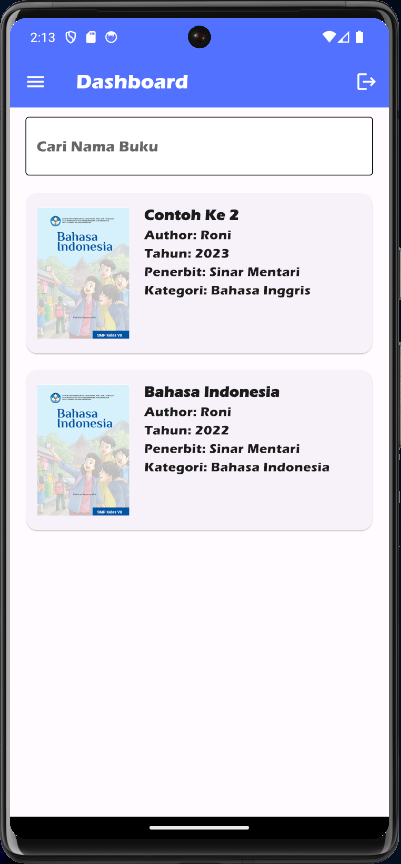 2:13
Dashboard
Cari Nama Buku
Bahasa
Indonesia
SMP Kelas VII
Contoh Ke 2
Author: Roni
Tahun: 2023
Penerbit: Sinar Mentari
Kategori: Bahasa Inggris
Bahasa
Indonesia
SMP Kelas VII
Bahasa Indonesia
Author: Roni
Tahun: 2022
Penerbit: Sinar Mentari
Kategori: Bahasa Indonesia